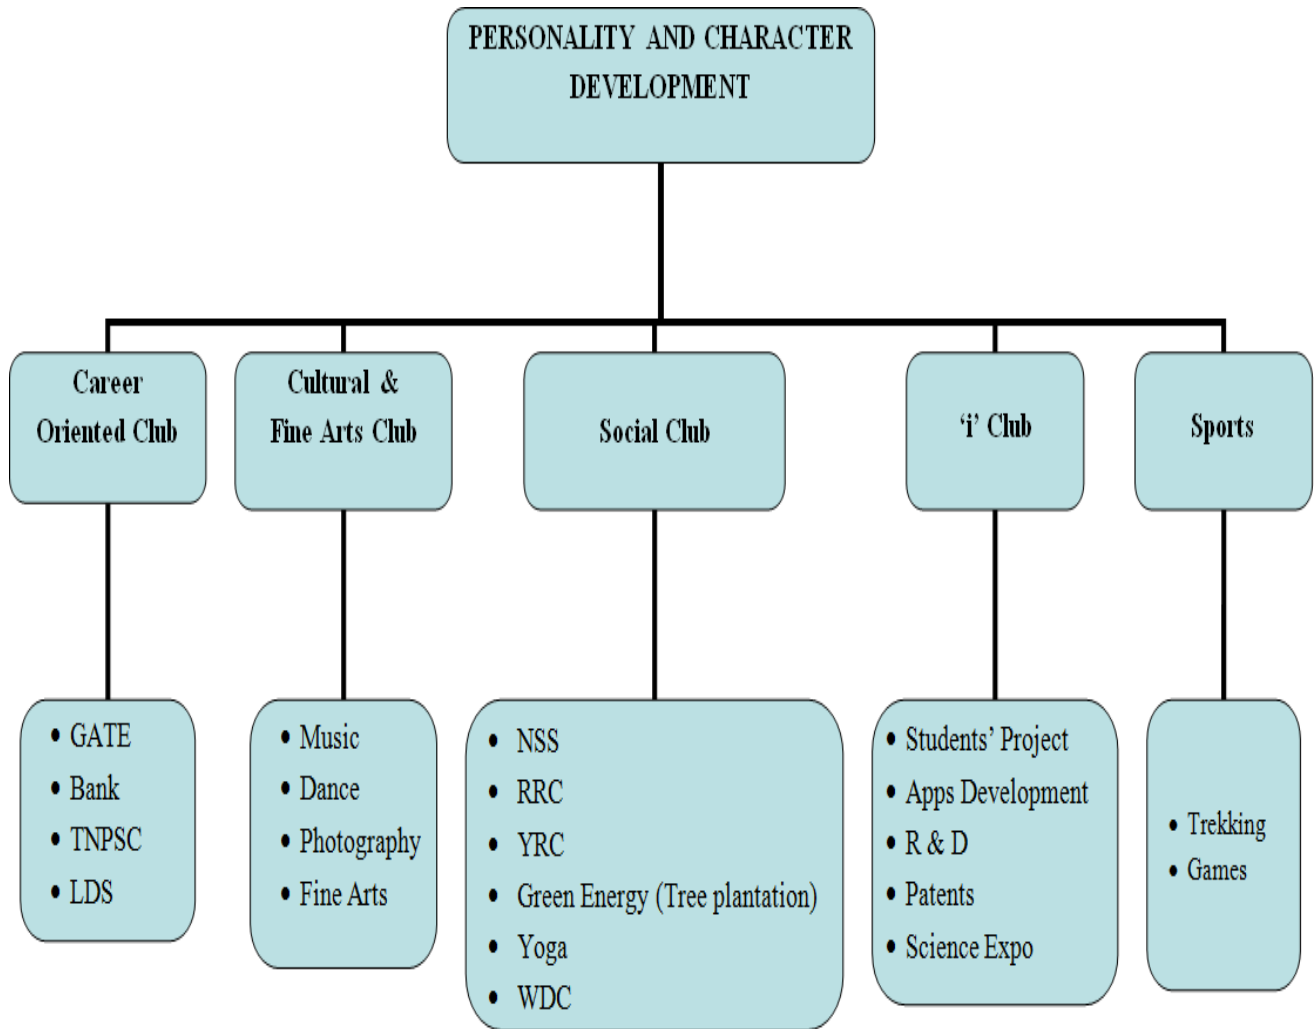 PERSONALITY AND CHARACTER
DEVELOPMENT
Career
Oriented Club
Cultural &
Fine Arts Club
Social Club
‘i’ Club
Sports
• GATE
• Bank
• TNPSC
• LDS
• Music
• Dance
• Photography
• Fine Arts
• NSS
• RRC
• YRC
• Green Energy (Tree plantation)
• Yoga
• WDC
• Students’ Project
• Apps Development
• R & D
• Patents
• Science Expo
• Trekking
• Games